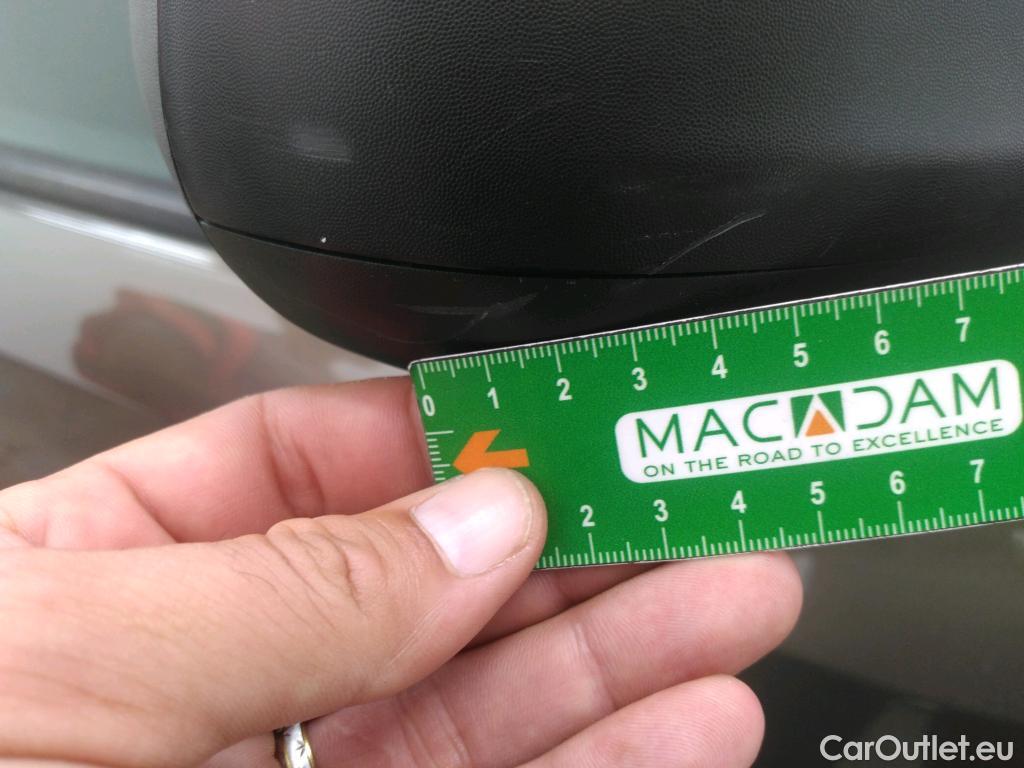 0 1 2 3 4 5 6 7
MACADAM
ON THE ROAD TO EXCELLENCE
2 3 4 5 6 7
CarOutlet.eu